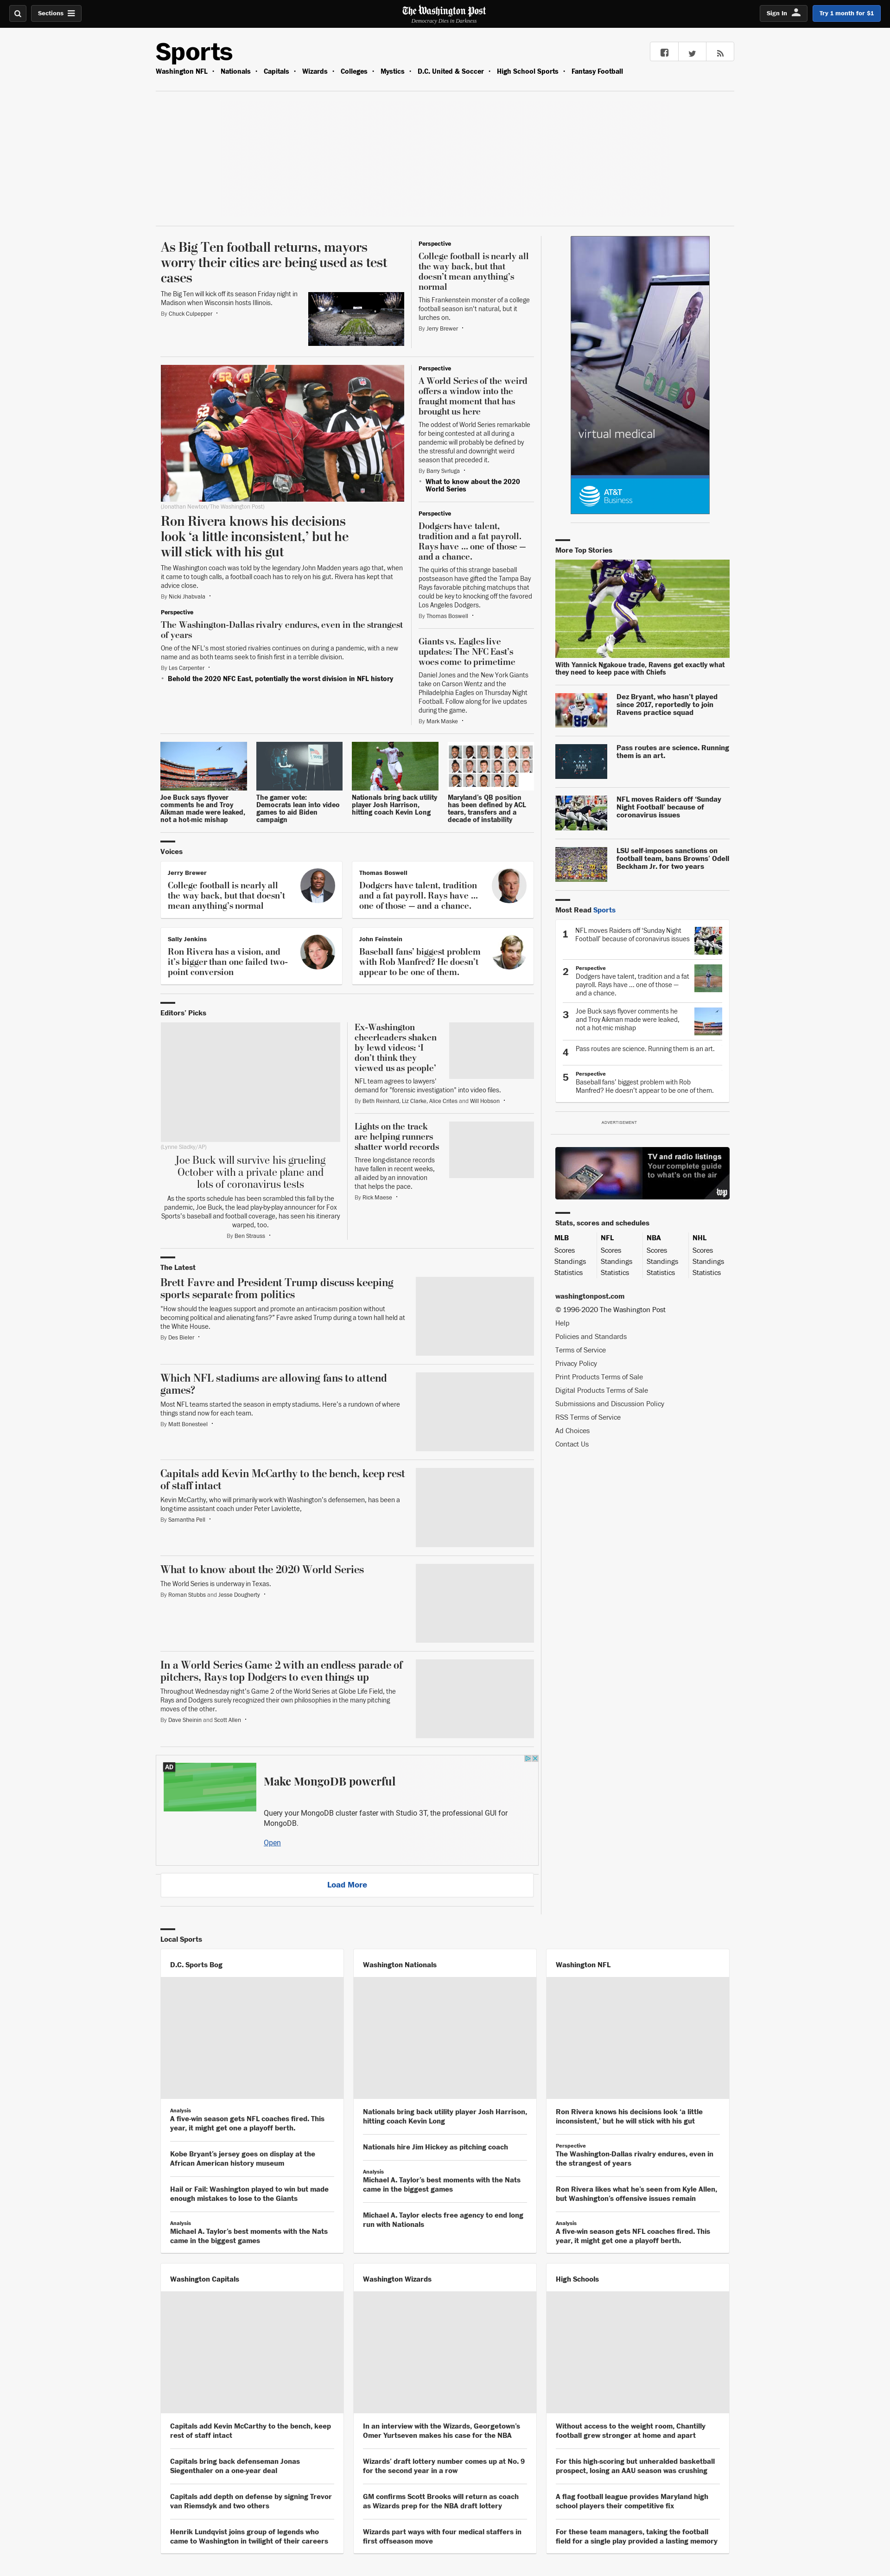 Sections
The Washington Post
Democracy Dies in Darkness
Sign In
Try 1 month for $1
Sports
Washington NFL • Nationals • Capitals • Wizards • Colleges • Mystics • D.C. United & Soccer • High School Sports • Fantasy Football
As Big Ten football returns, mayors
worry their cities are being used as test
cases
The Big Ten will kick off its season Friday night in
Madison when Wisconsin hosts Illinois.
By Chuck Culpepper •
Perspective
College football is nearly all
the way back, but that
doesn't mean anything's
normal
This Frankenstein monster of a college
football season isn't natural, but it
lurches on.
By Jerry Brewer •
(Jonathan Newton/The Washington Post)
Ron Rivera knows his decisions
look 'a little inconsistent,' but he
will stick with his gut
The Washington coach was told by the legendary John Madden years ago that, when
it came to tough calls, a football coach has to rely on his gut. Rivera has kept that
advice close.
By Nicki Jhabvala •
Perspective
The Washington-Dallas rivalry endures, even in the strangest
of years
One of the NFL's most storied rivalries continues on during a pandemic, with a new
name and as both teams seek to finish first in a terrible division.
By Les Carpenter •
• Behold the 2020 NFC East, potentially the worst division in NFL history
Perspective
A World Series of the weird
offers a window into the
fraught moment that has
brought us here
The oddest of World Series remarkable
for being contested at all during a
pandemic will probably be defined by
the stressful and downright weird
season that preceded it.
By Barry Svrluga •
• What to know about the 2020
World Series
Perspective
Dodgers have talent,
tradition and a fat payroll.
Rays have ... one of those —
and a chance.
The quirks of this strange baseball
postseason have gifted the Tampa Bay
Rays favorable pitching matchups that
could be key to knocking off the favored
Los Angeles Dodgers.
By Thomas Boswell •
Giants vs. Eagles live
updates: The NFC East's
woes come to primetime
Daniel Jones and the New York Giants
take on Carson Wentz and the
Philadelphia Eagles on Thursday Night
Football. Follow along for live updates
during the game.
By Mark Maske •
Joe Buck says flyover
comments he and Troy
Aikman made were leaked,
not a hot-mic mishap
The gamer vote:
Democrats lean into video
games to aid Biden
campaign
Nationals bring back utility
player Josh Harrison,
hitting coach Kevin Long
Maryland's QB position
has been defined by ACL
tears, transfers and a
decade of instability
Voices
Jerry Brewer
College football is nearly all
the way back, but that doesn't
mean anything's normal
Thomas Boswell
Dodgers have talent, tradition
and a fat payroll. Rays have ...
one of those — and a chance.
Sally Jenkins
Ron Rivera has a vision, and
it's bigger than one failed two-
point conversion
John Feinstein
Baseball fans' biggest problem
with Rob Manfred? He doesn't
appear to be one of them.
Editors' Picks
(Lynne Sladky/AP)
Joe Buck will survive his grueling
October with a private plane and
lots of coronavirus tests
As the sports schedule has been scrambled this fall by the
pandemic, Joe Buck, the lead play-by-play announcer for Fox
Sports's baseball and football coverage, has seen his itinerary
warped, too.
By Ben Strauss •
Ex-Washington
cheerleaders shaken
by lewd videos: 'I
don't think they
viewed us as people'
NFL team agrees to lawyers'
demand for "forensic investigation" into video files.
By Beth Reinhard, Liz Clarke, Alice Crites and Will Hobson •
Lights on the track
are helping runners
shatter world records
Three long-distance records
have fallen in recent weeks,
all aided by an innovation
that helps the pace.
By Rick Maese •
The Latest
Brett Favre and President Trump discuss keeping
sports separate from politics
"How should the leagues support and promote an anti-racism position without
becoming political and alienating fans?" Favre asked Trump during a town hall held at
the White House.
By Des Bieler •
Which NFL stadiums are allowing fans to attend
games?
Most NFL teams started the season in empty stadiums. Here's a rundown of where
things stand now for each team.
By Matt Bonesteel •
Capitals add Kevin McCarthy to the bench, keep rest
of staff intact
Kevin McCarthy, who will primarily work with Washington's defensemen, has been a
long-time assistant coach under Peter Laviolette,
By Samantha Pell •
What to know about the 2020 World Series
The World Series is underway in Texas.
By Roman Stubbs and Jesse Dougherty •
In a World Series Game 2 with an endless parade of
pitchers, Rays top Dodgers to even things up
Throughout Wednesday night's Game 2 of the World Series at Globe Life Field, the
Rays and Dodgers surely recognized their own philosophies in the many pitching
moves of the other.
By Dave Sheinin and Scott Allen •
AD
Make MongoDB powerful
Query your MongoDB cluster faster with Studio 3T, the professional GUI for
MongoDB.
Open
Load More
virtual medical
AT&T
Business
More Top Stories
With Yannick Ngakoue trade, Ravens get exactly what
they need to keep pace with Chiefs
Dez Bryant, who hasn't played
since 2017, reportedly to join
Ravens practice squad
Pass routes are science. Running
them is an art.
NFL moves Raiders off 'Sunday
Night Football' because of
coronavirus issues
LSU self-imposes sanctions on
football team, bans Browns' Odell
Beckham Jr. for two years
Most Read Sports
1 NFL moves Raiders off 'Sunday Night
Football' because of coronavirus issues
2 Perspective
Dodgers have talent, tradition and a fat
payroll. Rays have ... one of those —
and a chance.
3 Joe Buck says flyover comments he
and Troy Aikman made were leaked,
not a hot-mic mishap
4 Pass routes are science. Running them is an art.
5 Perspective
Baseball fans' biggest problem with Rob
Manfred? He doesn't appear to be one of them.
ADVERTISEMENT
TV and radio listings
Your complete guide
to what's on the air
wp
Stats, scores and schedules
MLB NFL NBA NHL
Scores Scores Scores Scores
Standings Standings Standings Standings
Statistics Statistics Statistics Statistics
washingtonpost.com
© 1996-2020 The Washington Post
Help
Policies and Standards
Terms of Service
Privacy Policy
Print Products Terms of Sale
Digital Products Terms of Sale
Submissions and Discussion Policy
RSS Terms of Service
Ad Choices
Contact Us
Local Sports
D.C. Sports Bog
Analysis
A five-win season gets NFL coaches fired. This
year, it might get one a playoff berth.
Kobe Bryant's jersey goes on display at the
African American history museum
Hail or Fail: Washington played to win but made
enough mistakes to lose to the Giants
Analysis
Michael A. Taylor's best moments with the Nats
came in the biggest games
Washington Nationals
Nationals bring back utility player Josh Harrison,
hitting coach Kevin Long
Nationals hire Jim Hickey as pitching coach
Analysis
Michael A. Taylor's best moments with the Nats
came in the biggest games
Michael A. Taylor elects free agency to end long
run with Nationals
Washington NFL
Ron Rivera knows his decisions look 'a little
inconsistent,' but he will stick with his gut
Perspective
The Washington-Dallas rivalry endures, even in
the strangest of years
Ron Rivera likes what he's seen from Kyle Allen,
but Washington's offensive issues remain
Analysis
A five-win season gets NFL coaches fired. This
year, it might get one a playoff berth.
Washington Capitals
Capitals add Kevin McCarthy to the bench, keep
rest of staff intact
Capitals bring back defenseman Jonas
Siegenthaler on a one-year deal
Capitals add depth on defense by signing Trevor
van Riemsdyk and two others
Henrik Lundqvist joins group of legends who
came to Washington in twilight of their careers
Washington Wizards
In an interview with the Wizards, Georgetown's
Omer Yurtseven makes his case for the NBA
Wizards' draft lottery number comes up at No. 9
for the second year in a row
GM confirms Scott Brooks will return as coach
as Wizards prep for the NBA draft lottery
Wizards part ways with four medical staffers in
first offseason move
High Schools
Without access to the weight room, Chantilly
football grew stronger at home and apart
For this high-scoring but unheralded basketball
prospect, losing an AAU season was crushing
A flag football league provides Maryland high
school players their competitive fix
For these team managers, taking the football
field for a single play provided a lasting memory